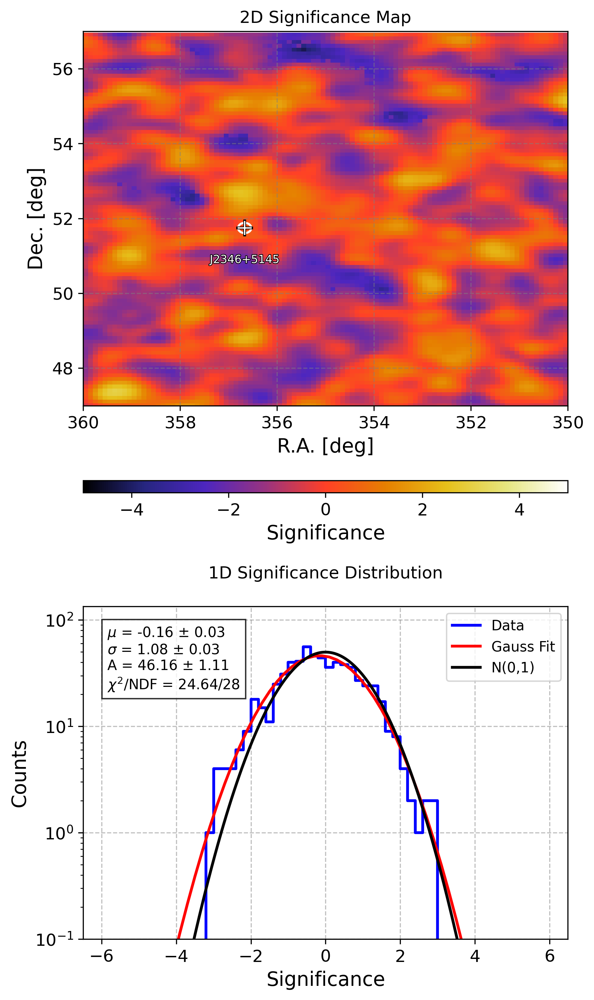 2D Significance Map
56
54
52
50
48
Dec. [deg]
J2346+5145
360 358 356 354 352 350
R.A. [deg]
−4 −2 0 2 4
Significance
1D Significance Distribution
μ = -0.16 ± 0.03
σ = 1.08 ± 0.03
A = 46.16 ± 1.11
χ²/NDF = 24.64/28
Data
Gauss Fit
N(0,1)
10²
10¹
10⁰
10⁻¹
Counts
−6 −4 −2 0 2 4 6
Significance